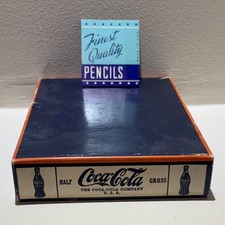 Finest
Quality
PENCILS
HALF Coca-Cola GROSS
THE COCA-COLA COMPANY
U. S. A.